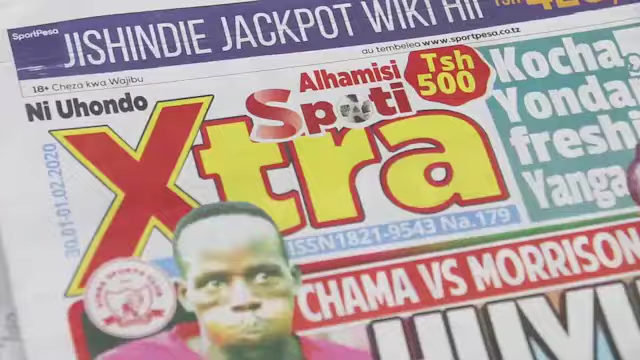 SportPesa
JISHINDIE JACKPOT WIKI HII
18+ Cheza kwa Wajibu
au tembelea www.sportpesa.co.tz
Ni Uhondo
Alhamisi
Spoti
Tsh
500
Xtra
30.01-01.02.2020
ISSN1821-9543 Na.179
Kocha
Yonda
freshi
Yanga
CHAMA VS MORRISON